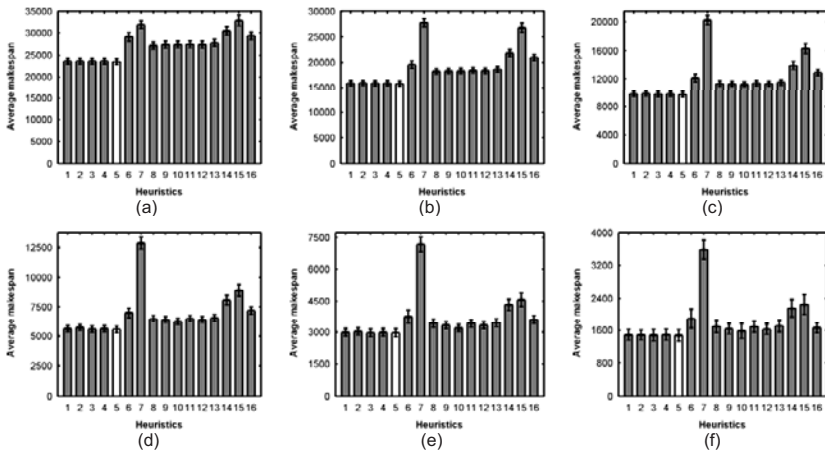 Average makespan
35000
30000
25000
20000
15000
10000
5000
0
1 2 3 4 5 6 7 8 9 10 11 12 13 14 15 16
Heuristics
(a)
Average makespan
30000
25000
20000
15000
10000
5000
0
1 2 3 4 5 6 7 8 9 10 11 12 13 14 15 16
Heuristics
(b)
Average makespan
20000
16000
12000
8000
4000
0
1 2 3 4 5 6 7 8 9 10 11 12 13 14 15 16
Heuristics
(c)
Average makespan
12500
10000
7500
5000
2500
0
1 2 3 4 5 6 7 8 9 10 11 12 13 14 15 16
Heuristics
(d)
Average makespan
7500
6000
4500
3000
1500
0
1 2 3 4 5 6 7 8 9 10 11 12 13 14 15 16
Heuristics
(e)
Average makespan
4000
3200
2400
1600
800
0
1 2 3 4 5 6 7 8 9 10 11 12 13 14 15 16
Heuristics
(f)